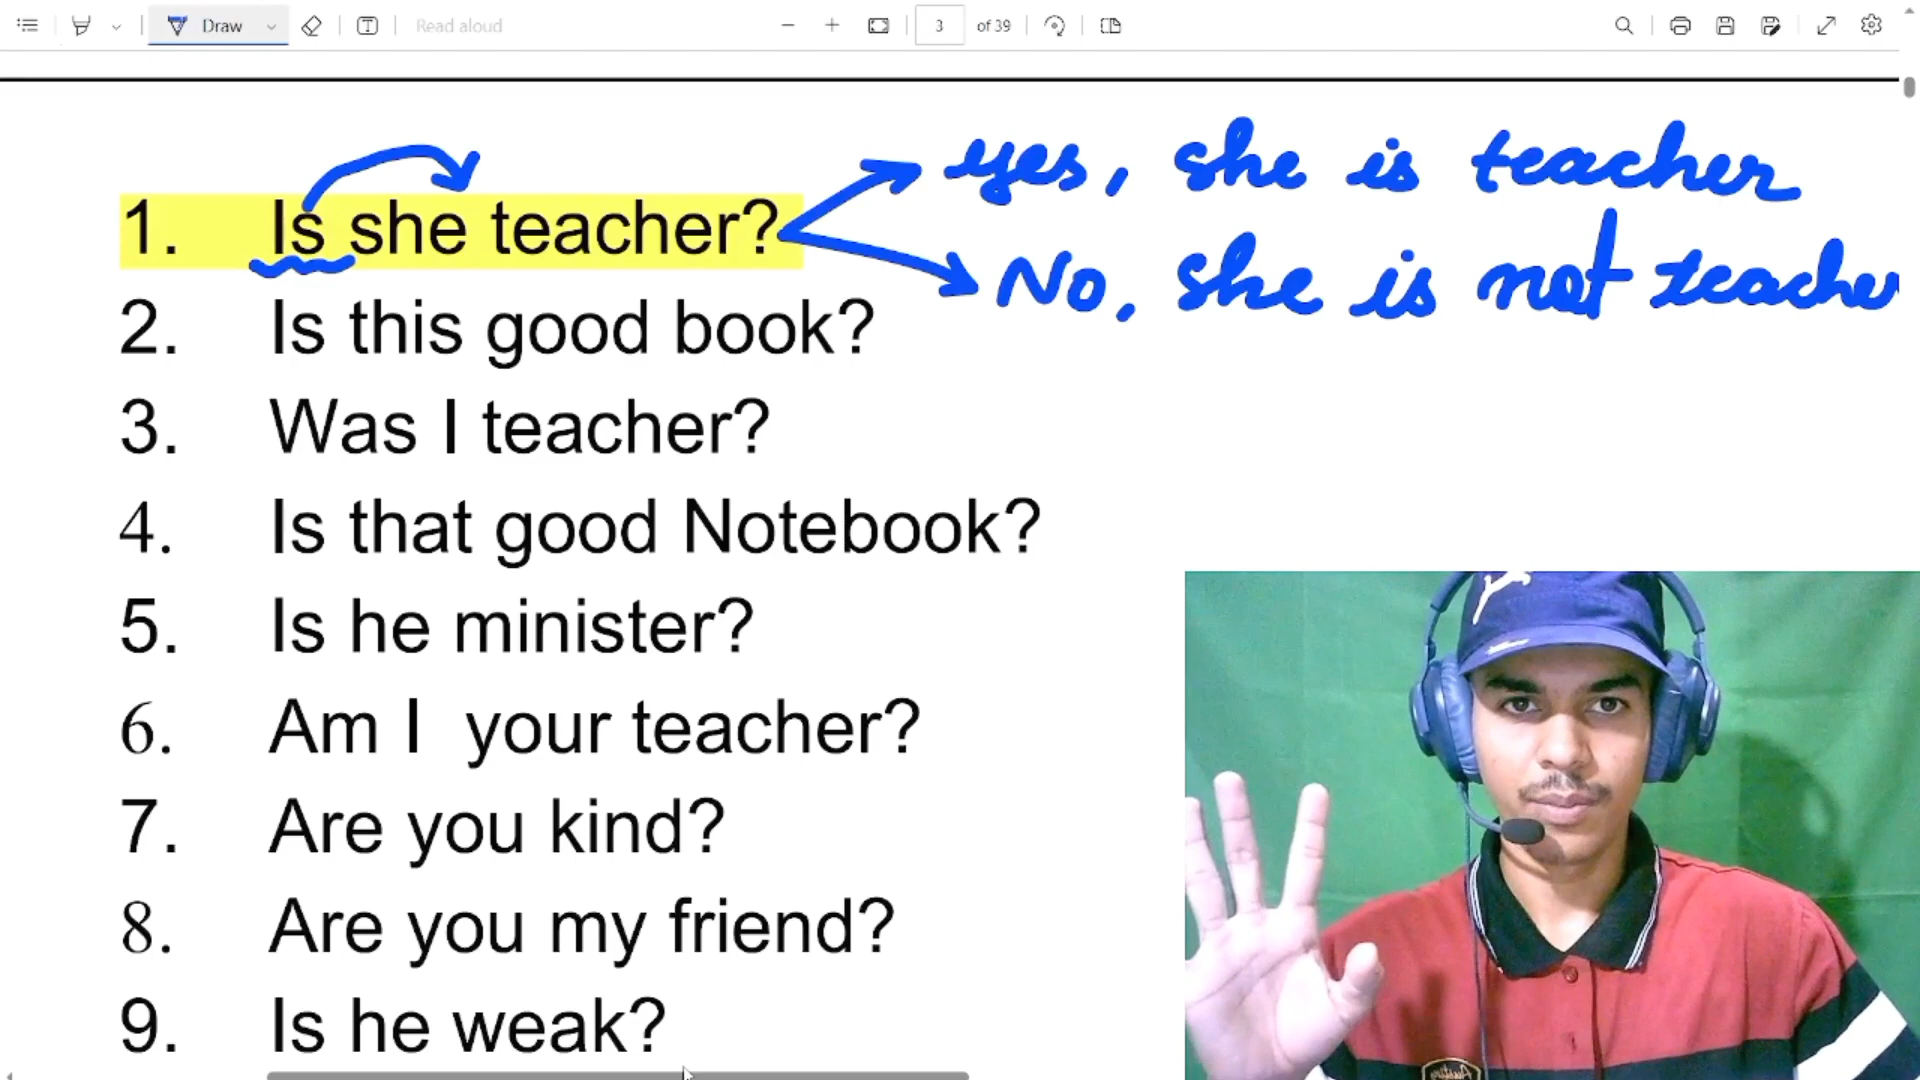 Draw Read aloud 3 of 39
yes, she is teacher
1. Is she teacher?
No, she is not teacher
2. Is this good book?
3. Was I teacher?
4. Is that good Notebook?
5. Is he minister?
6. Am I your teacher?
7. Are you kind?
8. Are you my friend?
9. Is he weak?